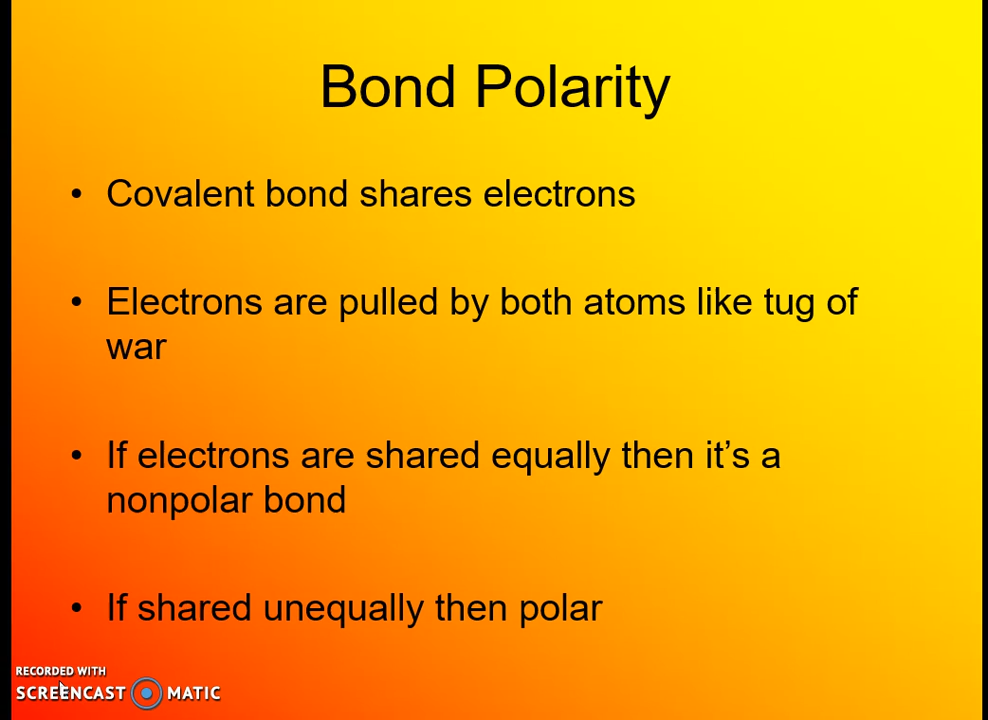 Bond Polarity
• Covalent bond shares electrons
• Electrons are pulled by both atoms like tug of
war
• If electrons are shared equally then it’s a
nonpolar bond
• If shared unequally then polar
RECORDED WITH
SCREENCAST MATIC